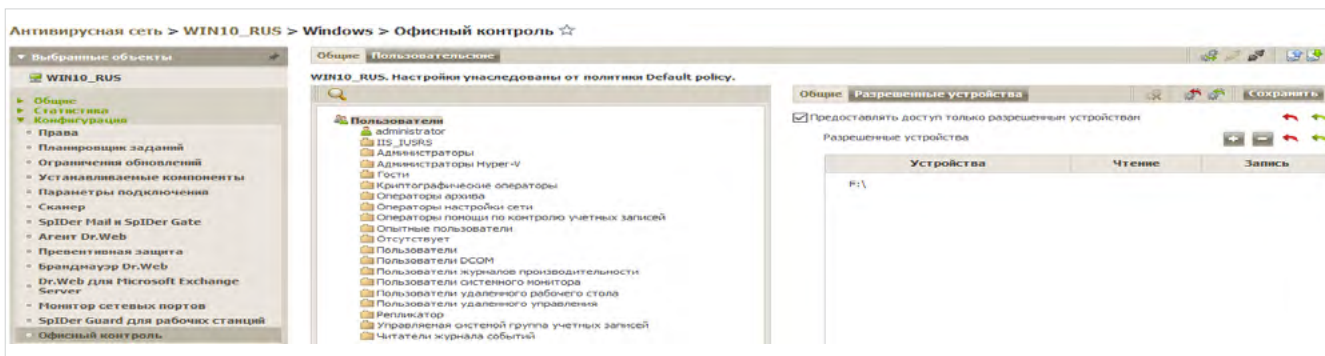 Антивирусная сеть > WIN10_RUS > Windows > Офисный контроль ☆
Выбранные объекты
WIN10_RUS
Общие
Статистика
Конфигурация
Права
Планировщик заданий
Ограничения обновлений
Устанавливаемые компоненты
Параметры подключения
Сканер
SpIDer Mail и SpIDer Gate
Агент Dr.Web
Превентивная защита
Брандмауэр Dr.Web
Dr.Web для Microsoft Exchange
Server
Монитор сетевых портов
SpIDer Guard для рабочих станций
Офисный контроль
Общие Пользовательские
WIN10_RUS. Настройки унаследованы от политики Default policy.
Пользователи
administrator
IIS_IUSRS
Администраторы
Администраторы Hyper-V
Гости
Криптографические операторы
Операторы архива
Операторы настройки сети
Операторы помощи по контролю учетных записей
Опытные пользователи
Отсутствует
Пользователи
Пользователи DCOM
Пользователи журналов производительности
Пользователи системного монитора
Пользователи удаленного рабочего стола
Пользователи удаленного управления
Репликатор
Управляемая системой группа учетных записей
Читатели журнала событий
Общие Разрешенные устройства Сохранить
Предоставлять доступ только разрешенным устройствам
Разрешенные устройства
Устройства Чтение Запись
F:\